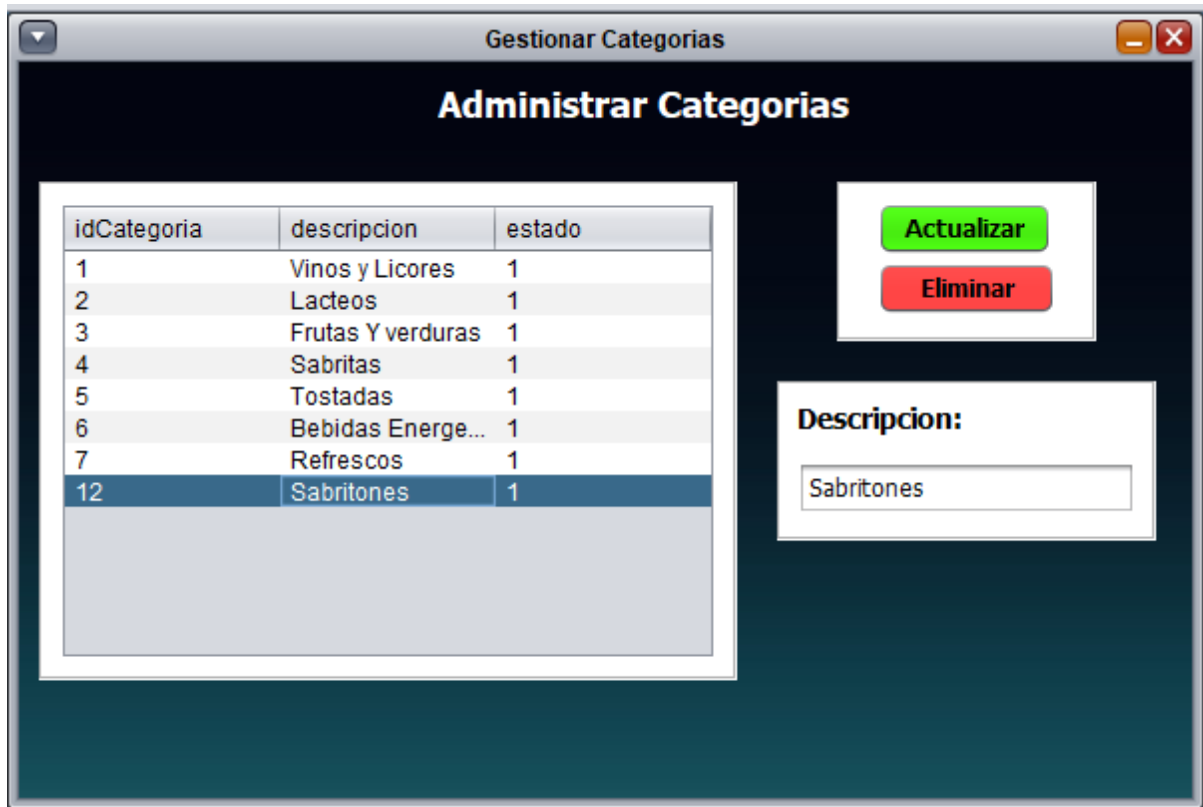 Gestionar Categorias
Administrar Categorias
idCategoria descripcion estado
1 Vinos y Licores 1
2 Lacteos 1
3 Frutas Y verduras 1
4 Sabritas 1
5 Tostadas 1
6 Bebidas Energe... 1
7 Refrescos 1
12 Sabritones 1
Actualizar
Eliminar
Descripcion:
Sabritones